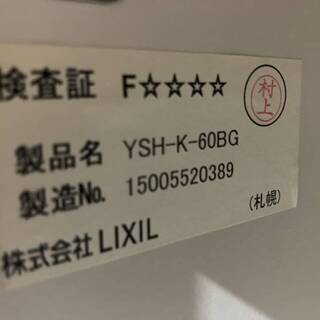 検査証 F☆☆☆☆
村上
製品名 YSH-K-60BG
製造No. 15005520389
株式会社 LIXIL
(札幌)